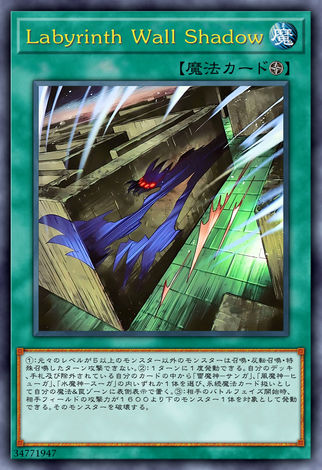 Labyrinth Wall Shadow
魔
【魔法カード】
①:元々のレベルが5以上のモンスター以外のモンスターは召喚・反転召喚・特
殊召喚したターン攻撃できない。②:1ターンに1度発動できる。自分のデッキ、
手札及び除外されている自分のカードの中から「雷魔神-サンガ」、「風魔神-ヒ
ューガ」、「水魔神-スーガ」の内いずれか1体を選び、永続魔法カード扱いとし
て自分の魔法&罠ゾーンに表側表示で置く。③:相手のバトルフェイズ開始時、
相手フィールドの攻撃力が1600より下のモンスター1体を対象として発動
できる。そのモンスターを破壊する。
34771947